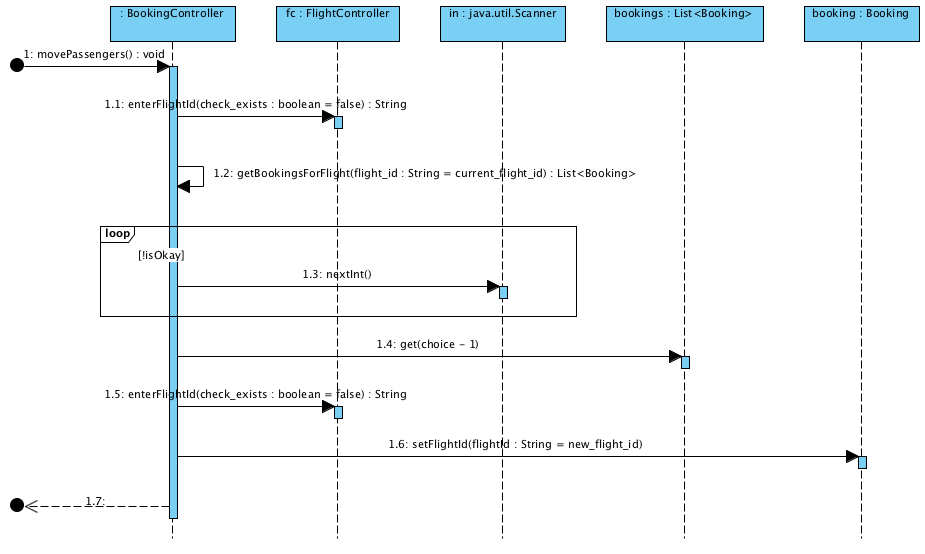 : BookingController
fc : FlightController
in : java.util.Scanner
bookings : List<Booking>
booking : Booking
1: movePassengers() : void
1.1: enterFlightId(check_exists : boolean = false) : String
1.2: getBookingsForFlight(flight_id : String = current_flight_id) : List<Booking>
loop
[!isOkay]
1.3: nextInt()
1.4: get(choice - 1)
1.5: enterFlightId(check_exists : boolean = false) : String
1.6: setFlightId(flightId : String = new_flight_id)
1.7: